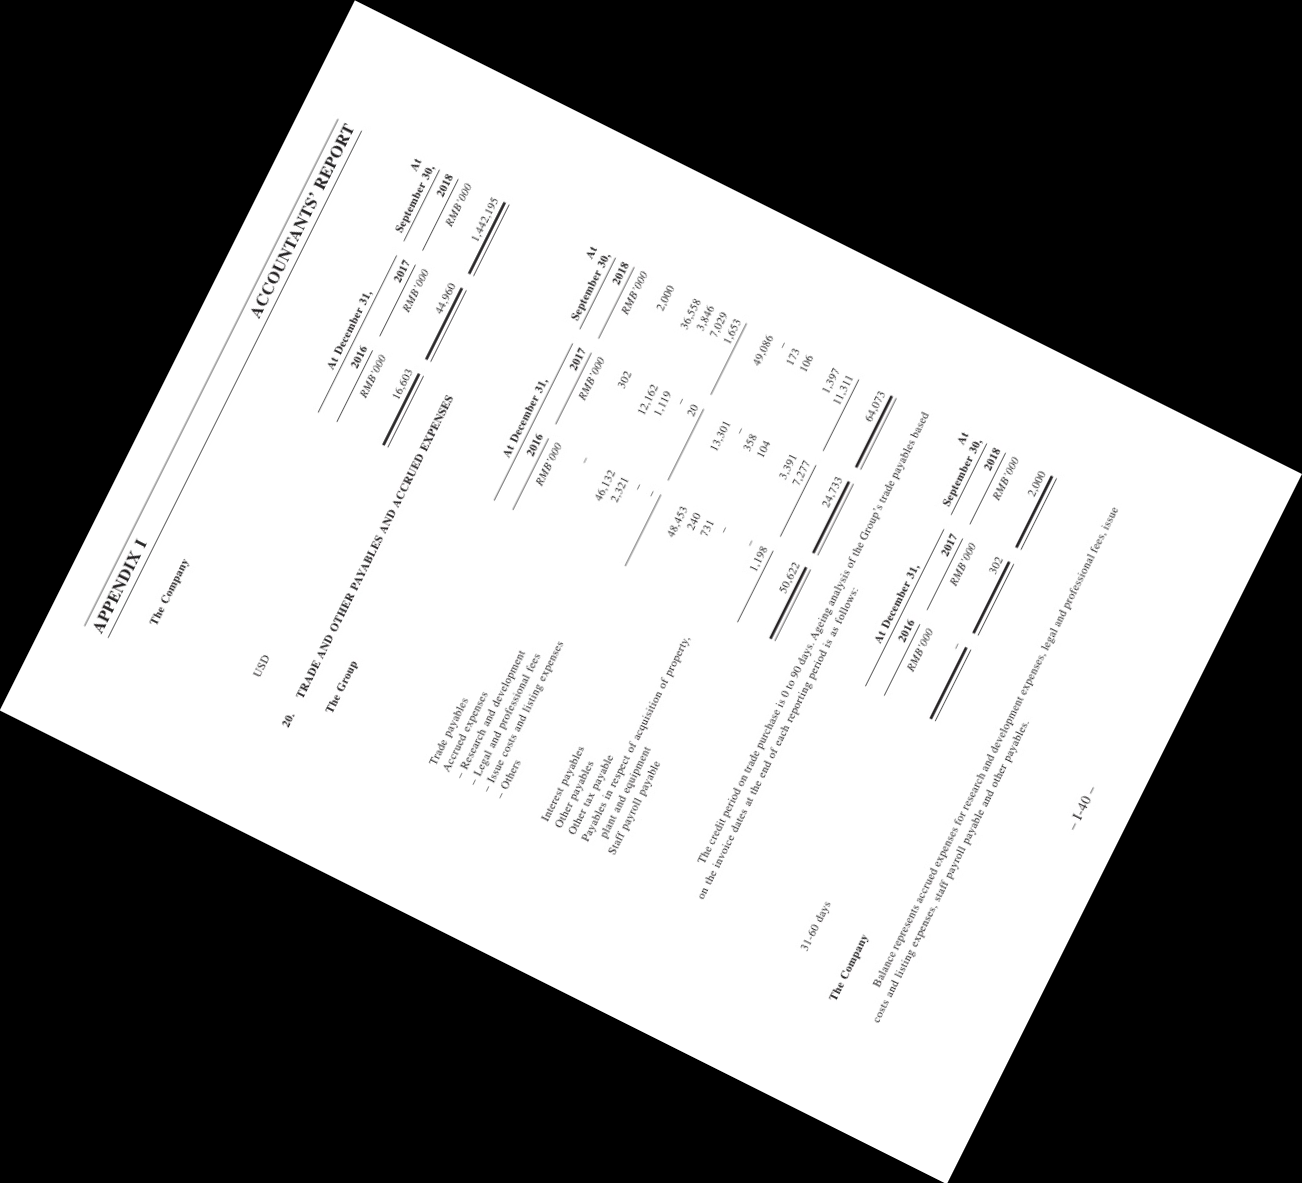 APPENDIX I ACCOUNTANTS' REPORT
The Company
At
At December 31, September 30,
2016 2017 2018
RMB'000 RMB'000 RMB'000
USD 16,603 44,960 1,442,195
20. TRADE AND OTHER PAYABLES AND ACCRUED EXPENSES
The Group
At
At December 31, September 30,
2016 2017 2018
RMB'000 RMB'000 RMB'000
Trade payables – 302 2,000
Accrued expenses
– Research and development 46,132 12,162 36,558
– Legal and professional fees 2,321 1,119 3,846
– Issue costs and listing expenses – – 7,029
– Others – 20 1,653
48,453 13,301 49,086
Interest payables 240 – –
Other payables 731 358 173
Other tax payable – 104 106
Payables in respect of acquisition of property,
plant and equipment – 3,391 1,397
Staff payroll payable 1,198 7,277 11,311
50,622 24,733 64,073
The credit period on trade purchase is 0 to 90 days. Ageing analysis of the Group's trade payables based
on the invoice dates at the end of each reporting period is as follows:
At
At December 31, September 30,
2016 2017 2018
RMB'000 RMB'000 RMB'000
31-60 days – 302 2,000
The Company
Balance represents accrued expenses for research and development expenses, legal and professional fees, issue
costs and listing expenses, staff payroll payable and other payables.
– I-40 –